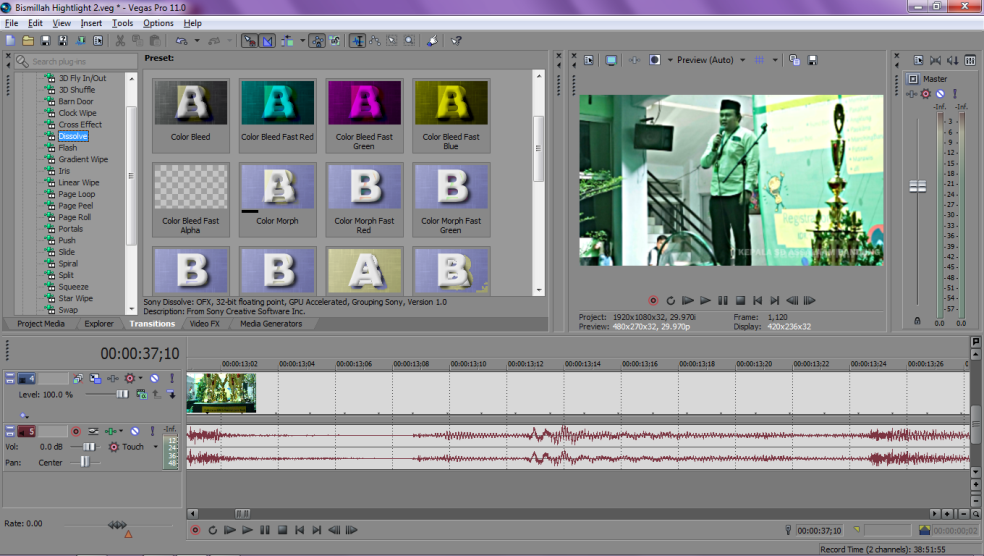 Bismillah Hightlight 2.veg * - Vegas Pro 11.0
File Edit View Insert Tools Options Help
Search plug-ins
3D Fly In/Out
3D Shuffle
Barn Door
Clock Wipe
Cross Effect
Dissolve
Flash
Gradient Wipe
Iris
Linear Wipe
Page Loop
Page Peel
Page Roll
Portals
Push
Slide
Spiral
Split
Squeeze
Star Wipe
Swap
Preset:
Color Bleed
Color Bleed Fast Red
Color Bleed Fast Green
Color Bleed Fast Blue
Color Bleed Fast Alpha
Color Morph
Color Morph Fast Red
Color Morph Fast Green
Sony Dissolve: OFX, 32-bit floating point, GPU Accelerated, Grouping Sony, Version 1.0
Description: From Sony Creative Software Inc.
Project Media Explorer Transitions Video FX Media Generators
Preview (Auto)
Project: 1920x1080x32, 29.970i
Frame: 1,120
Preview: 480x270x32, 29.970p
Display: 420x236x32
Master
-Inf. -Inf.
3
6
9
12
15
18
21
24
27
30
33
36
39
42
45
48
51
54
57
0.0 0.0
00:00:37;10
00:00:13;02 00:00:13;04 00:00:13;06 00:00:13;08 00:00:13;10 00:00:13;12 00:00:13;14 00:00:13;16 00:00:13;18 00:00:13;20 00:00:13;22 00:00:13;24 00:00:13;26
4
Level: 100.0 %
5
-Inf.
Vol: 0.0 dB Touch
Pan: Center
12
24
36
48
Rate: 0.00
00:00:37;10
00:00:00;02
Record Time (2 channels): 38:51:55